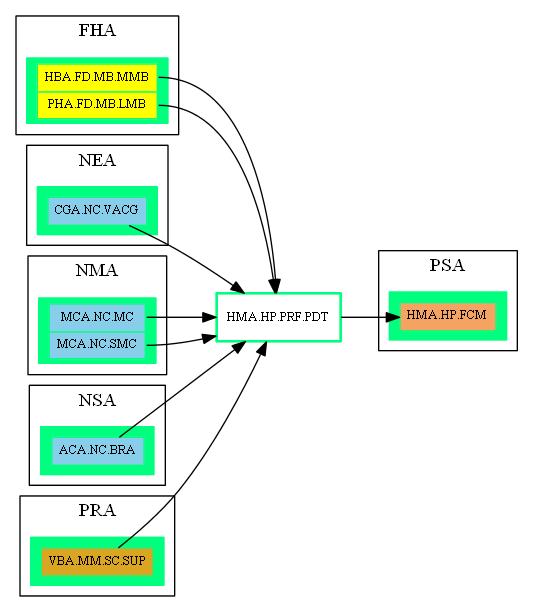 FHA
HBA.FD.MB.MMB
PHA.FD.MB.LMB
NEA
CGA.NC.VACG
NMA
MCA.NC.MC
MCA.NC.SMC
NSA
ACA.NC.BRA
PRA
VBA.MM.SC.SUP
HMA.HP.PRF.PDT
PSA
HMA.HP.FCM